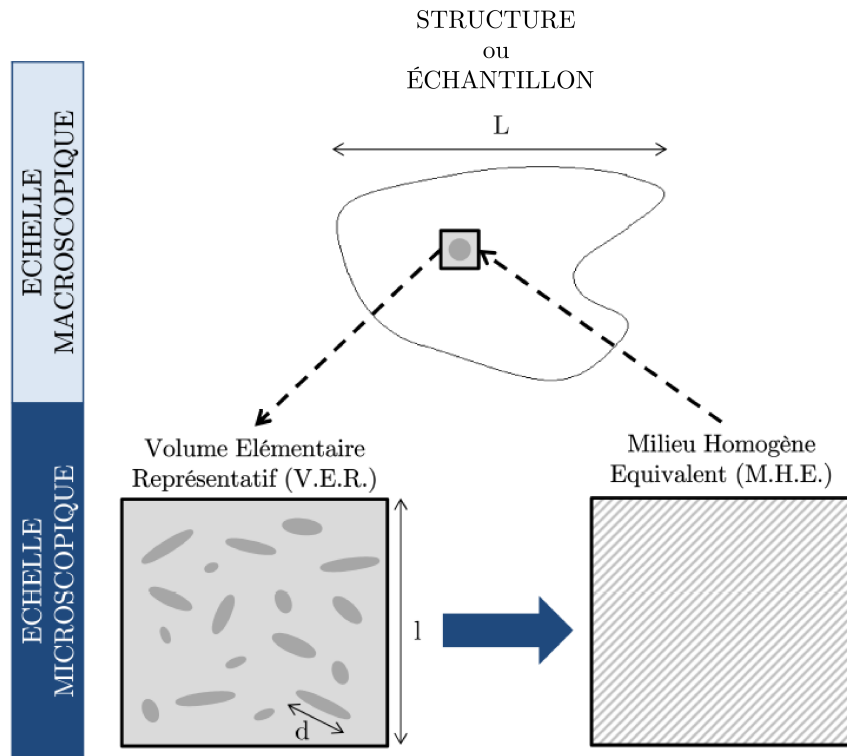 STRUCTURE
ou
ÉCHANTILLON
L
ECHELLE
MACROSCOPIQUE
Volume Elémentaire
Représentatif (V.E.R.)
Milieu Homogène
Equivalent (M.H.E.)
ECHELLE
MICROSCOPIQUE
l
d